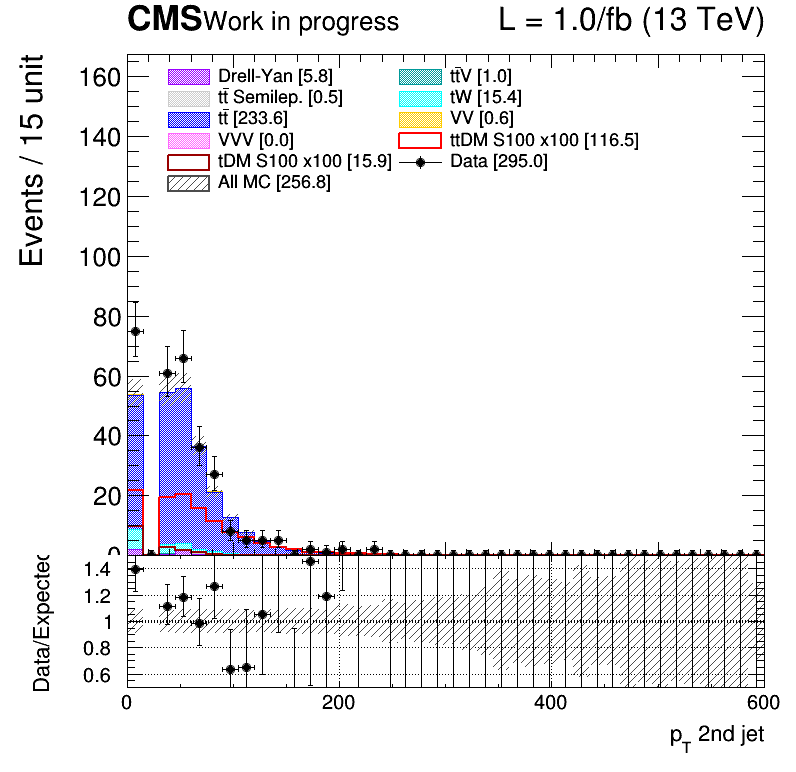 CMS Work in progress L = 1.0/fb (13 TeV)
Events / 15 unit
160
140
120
100
80
60
40
20
0
Drell-Yan [5.8] tt̄V [1.0]
tt̄ Semilep. [0.5] tW [15.4]
tt̄ [233.6] VV [0.6]
VVV [0.0] ttDM S100 x100 [116.5]
tDM S100 x100 [15.9] Data [295.0]
All MC [256.8]
Data/Expected
1.4
1.2
1
0.8
0.6
0 200 400 600
p_T 2nd jet